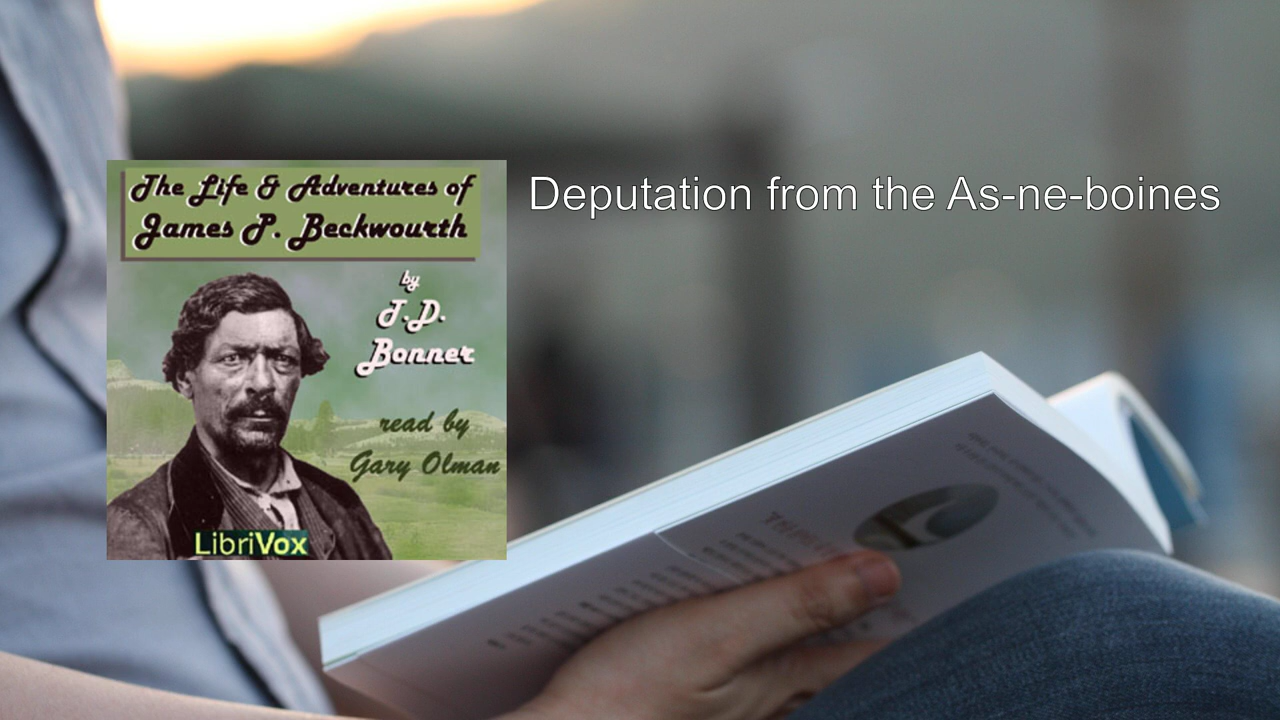 The Life & Adventures of
James P. Beckwourth
by
T.D.
Bonner
read by
Gary Olman
LibriVox
Deputation from the As-ne-boines